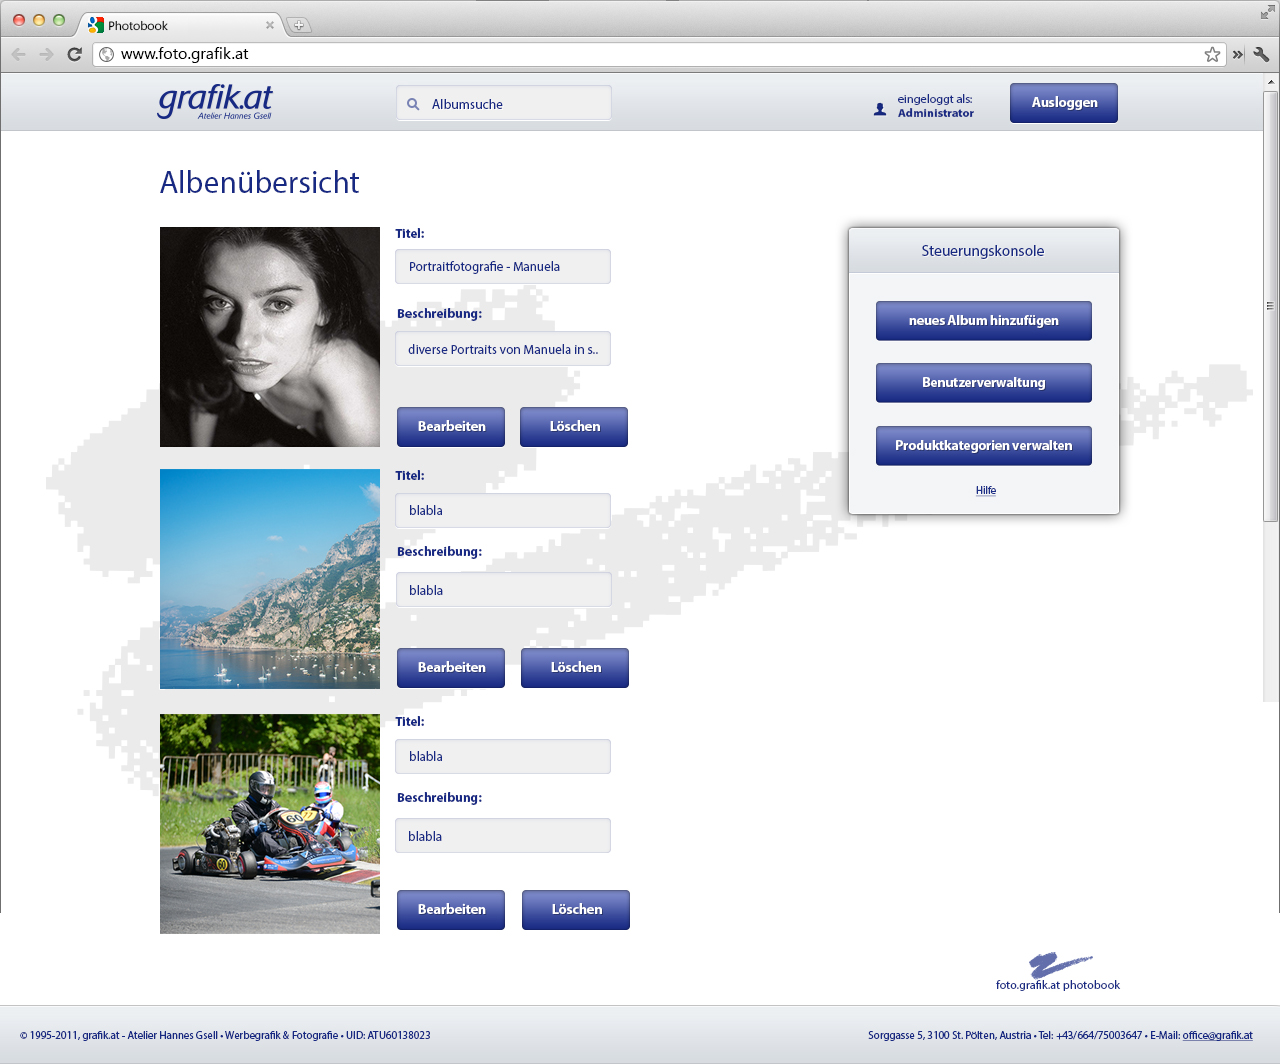 Photobook
www.foto.grafik.at
grafik.at
Atelier Hannes Gsell
Albumsuche
eingeloggt als:
Administrator
Ausloggen
Albenübersicht
Titel:
Portraitfotografie - Manuela
Beschreibung:
diverse Portraits von Manuela in s..
Bearbeiten
Löschen
Titel:
blabla
Beschreibung:
blabla
Bearbeiten
Löschen
Titel:
blabla
Beschreibung:
blabla
Bearbeiten
Löschen
60
60
Steuerungskonsole
neues Album hinzufügen
Benutzerverwaltung
Produktkategorien verwalten
Hilfe
foto.grafik.at photobook
© 1995-2011, grafik.at - Atelier Hannes Gsell • Werbegrafik & Fotografie • UID: ATU60138023
Sorggasse 5, 3100 St. Pölten, Austria • Tel: +43/664/75003647 • E-Mail: office@grafik.at